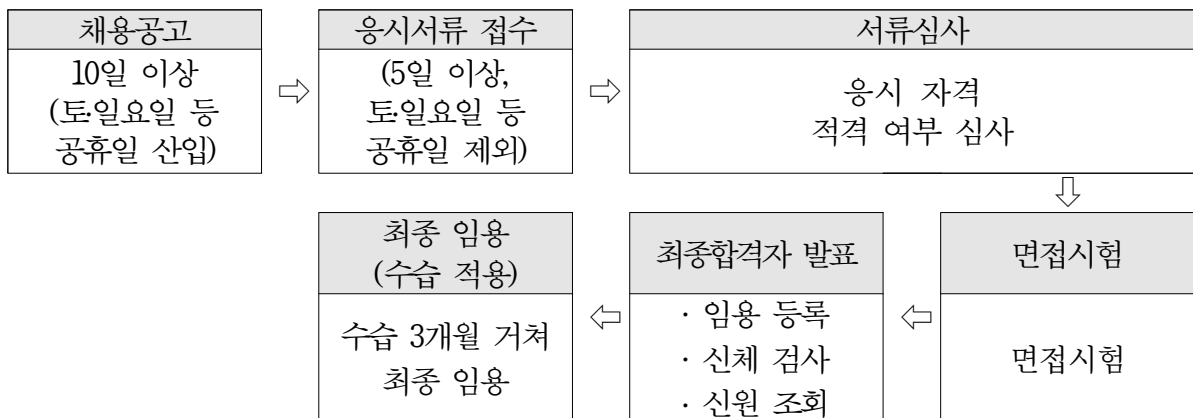 채용공고
10일 이상
(토·일요일 등
공휴일 산입)
응시서류 접수
(5일 이상,
토·일요일 등
공휴일 제외)
서류심사
응시 자격
적격 여부 심사
면접시험
면접시험
최종합격자 발표
· 임용 등록
· 신체 검사
· 신원 조회
최종 임용
(수습 적용)
수습 3개월 거쳐
최종 임용